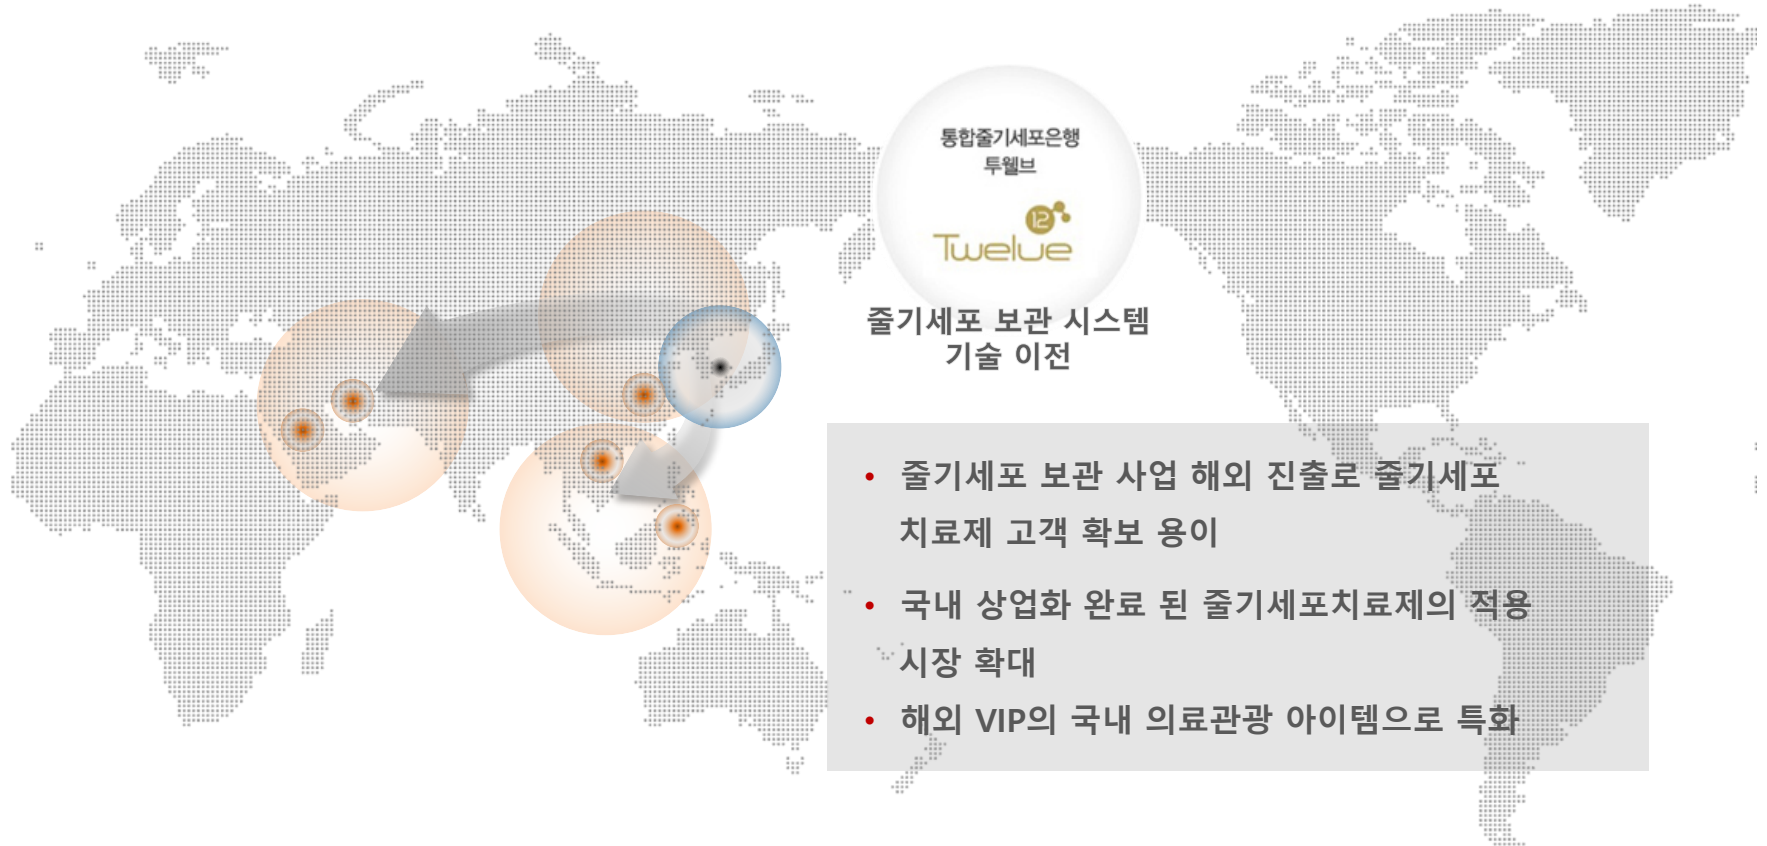 통합줄기세포은행
투웰브
12
Twelve
줄기세포 보관 시스템
기술 이전
• 줄기세포 보관 사업 해외 진출로 줄기세포
치료제 고객 확보 용이
• 국내 상업화 완료 된 줄기세포치료제의 적용
시장 확대
• 해외 VIP의 국내 의료관광 아이템으로 특화